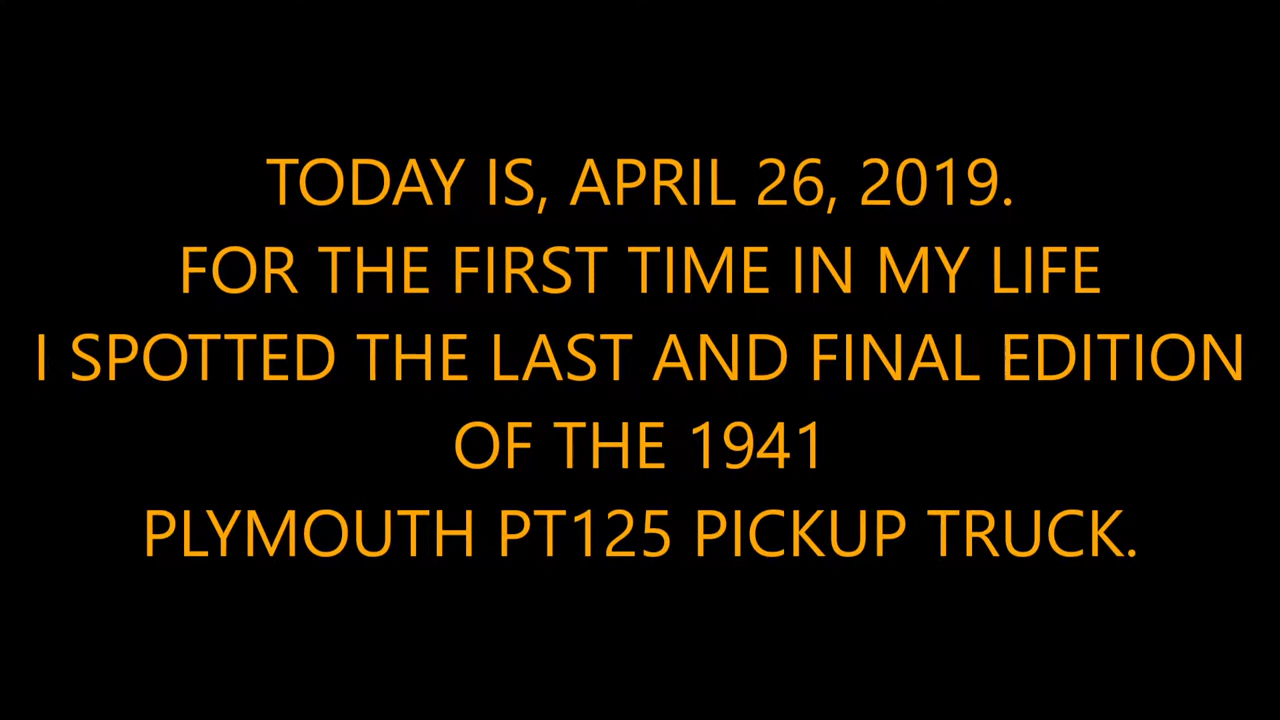 TODAY IS, APRIL 26, 2019.
FOR THE FIRST TIME IN MY LIFE
I SPOTTED THE LAST AND FINAL EDITION
OF THE 1941
PLYMOUTH PT125 PICKUP TRUCK.